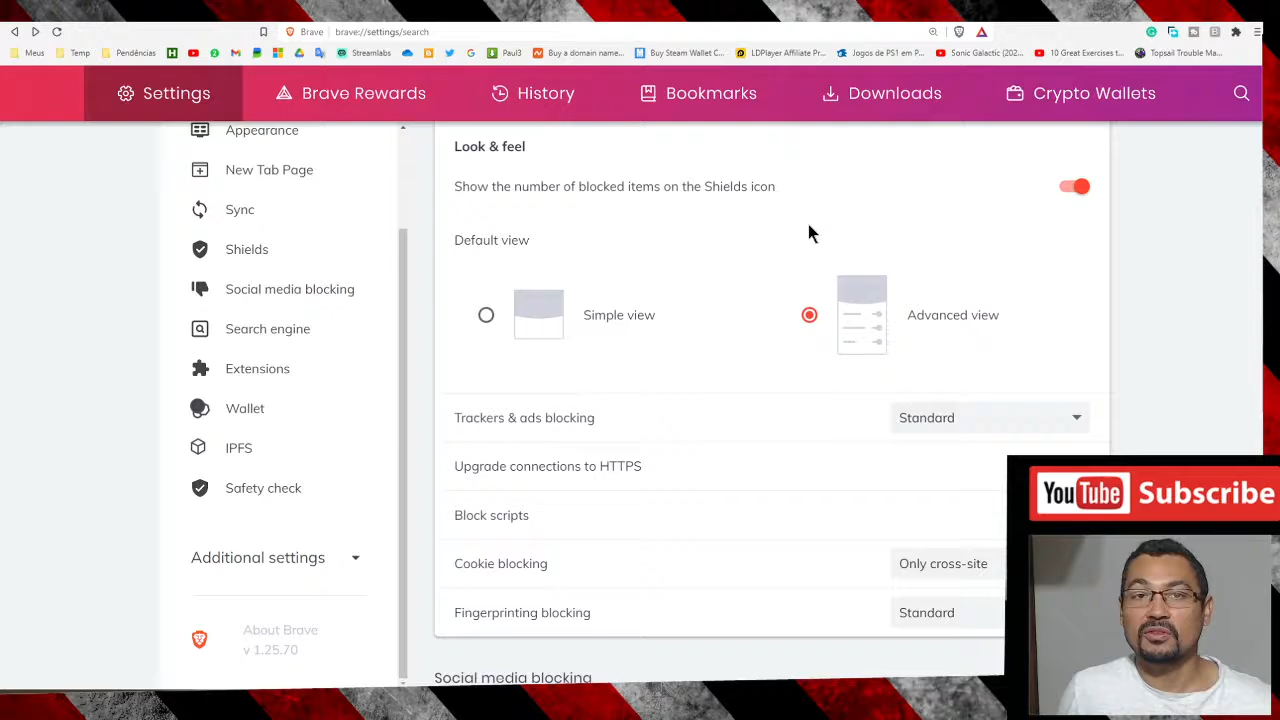 Brave
brave://settings/search
Meus
Temp
Pendências
Streamlabs
Paul3
Buy a domain name...
Buy Steam Wallet C...
LDPlayer Affiliate Pr...
Jogos de PS1 em P...
Sonic Galactic (202...
10 Great Exercises t...
Topsail Trouble Ma...
Settings
Brave Rewards
History
Bookmarks
Downloads
Crypto Wallets
Appearance
New Tab Page
Sync
Shields
Social media blocking
Search engine
Extensions
Wallet
IPFS
Safety check
Additional settings
About Brave
v 1.25.70
Look & feel
Show the number of blocked items on the Shields icon
Default view
Simple view
Advanced view
Trackers & ads blocking
Standard
Upgrade connections to HTTPS
Block scripts
Cookie blocking
Only cross-site
Fingerprinting blocking
Standard
Social media blocking
YouTube Subscribe